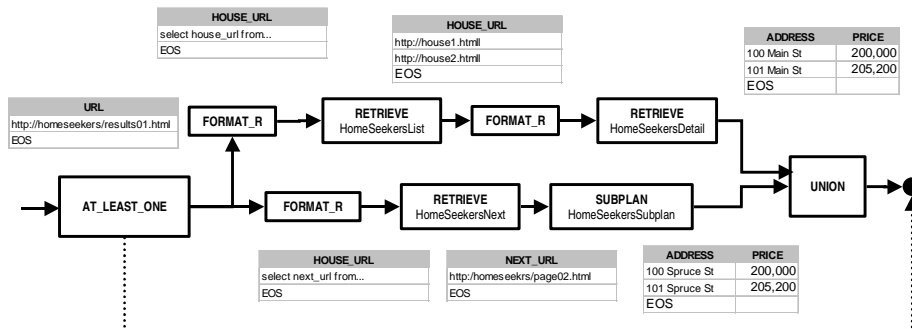 HOUSE_URL
select house_url from...
EOS
HOUSE_URL
http://house1.htmll
http://house2.htmll
EOS
ADDRESS PRICE
100 Main St 200,000
101 Main St 205,200
EOS
URL
http://homeseekers/results01.html
EOS
FORMAT_R
RETRIEVE
HomeSeekersList
FORMAT_R
RETRIEVE
HomeSeekersDetail
AT_LEAST_ONE
FORMAT_R
RETRIEVE
HomeSeekersNext
SUBPLAN
HomeSeekersSubplan
UNION
HOUSE_URL
select next_url from...
EOS
NEXT_URL
http:/homeseekrs/page02.html
EOS
ADDRESS PRICE
100 Spruce St 200,000
101 Spruce St 205,200
EOS